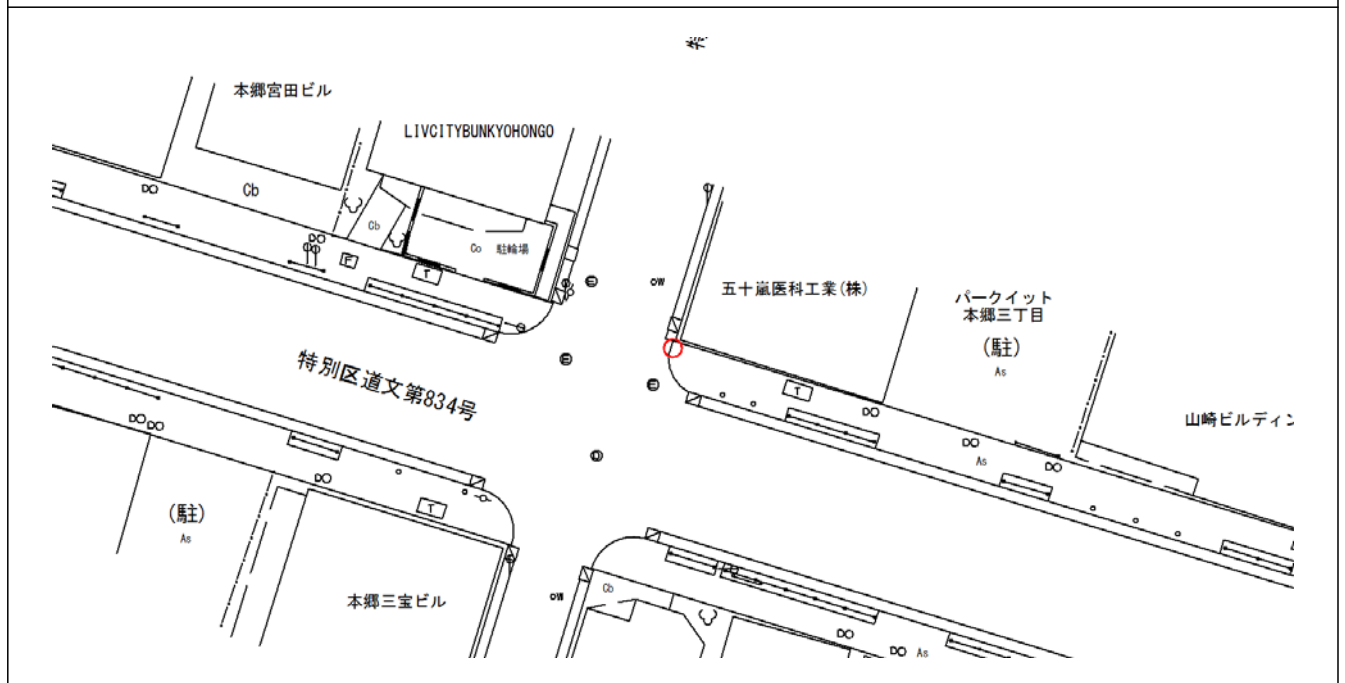 本郷宮田ビル
LIVCITYBUNKYOHONGO
Cb
Cb
Co 駐輪場
T
F
W
五十嵐医科工業(株)
パークイット
本郷三丁目
(駐)
As
T
山崎ビルディン
特別区道文第834号
As
(駐)
As
T
本郷三宝ビル
W
Cb
As